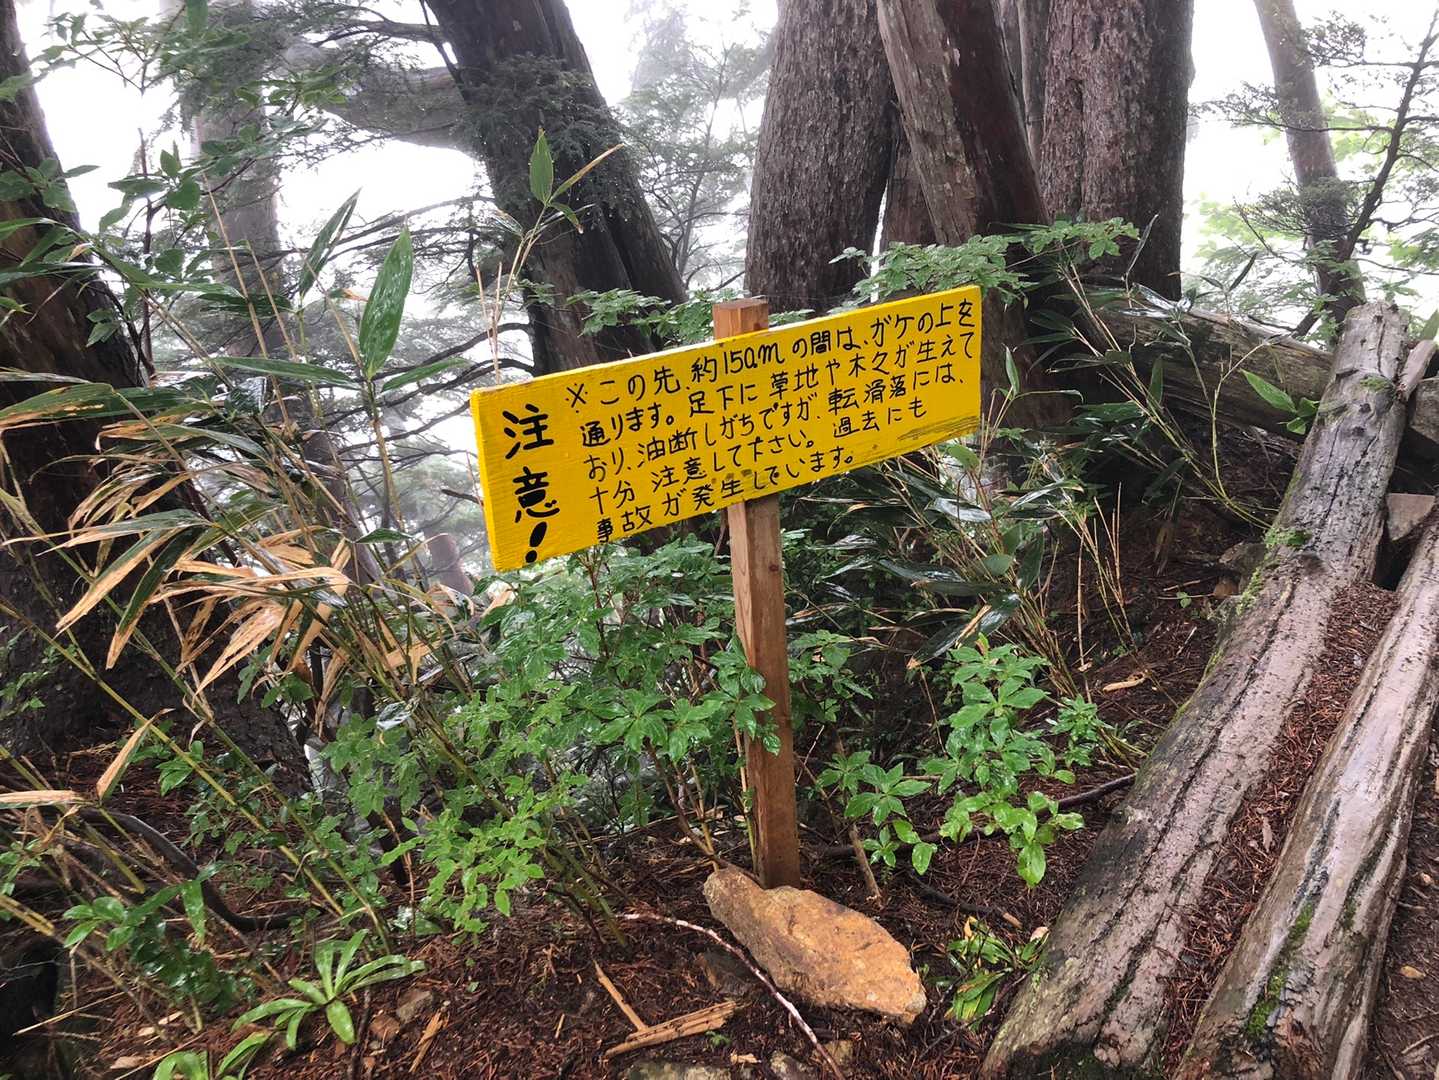 注意!
※この先、約150mの間は、ガケの上を
通ります。足下に草地や木々が生えて
おり、油断しがちですが、転滑落には、
十分 注意して下さい。過去にも
事故が発生しています。